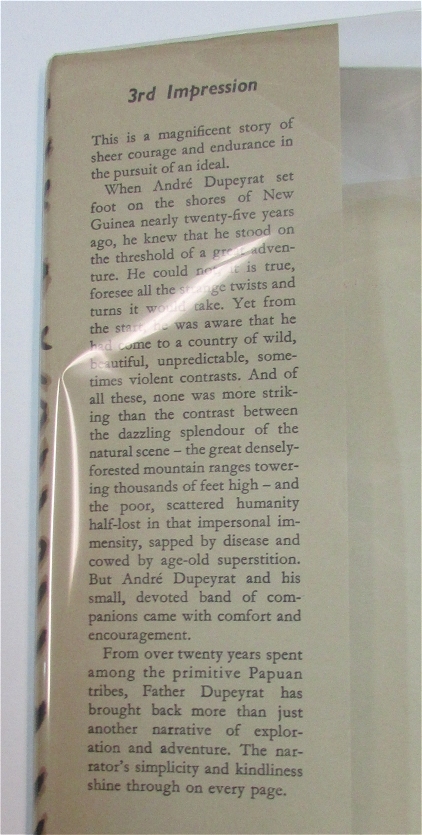 3rd Impression
This is a magnificent story of
sheer courage and endurance in
the pursuit of an ideal.
When André Dupeyrat set
foot on the shores of New
Guinea nearly twenty-five years
ago, he knew that he stood on
the threshold of a great adven-
ture. He could not, it is true,
foresee all the strange twists and
turns it would take. Yet from
the start, he was aware that he
had come to a country of wild,
beautiful, unpredictable, some-
times violent contrasts. And of
all these, none was more strik-
ing than the contrast between
the dazzling splendour of the
natural scene – the great densely-
forested mountain ranges tower-
ing thousands of feet high – and
the poor, scattered humanity
half-lost in that impersonal im-
mensity, sapped by disease and
cowed by age-old superstition.
But André Dupeyrat and his
small, devoted band of com-
panions came with comfort and
encouragement.
From over twenty years spent
among the primitive Papuan
tribes, Father Dupeyrat has
brought back more than just
another narrative of explor-
ation and adventure. The nar-
rator's simplicity and kindliness
shine through on every page.